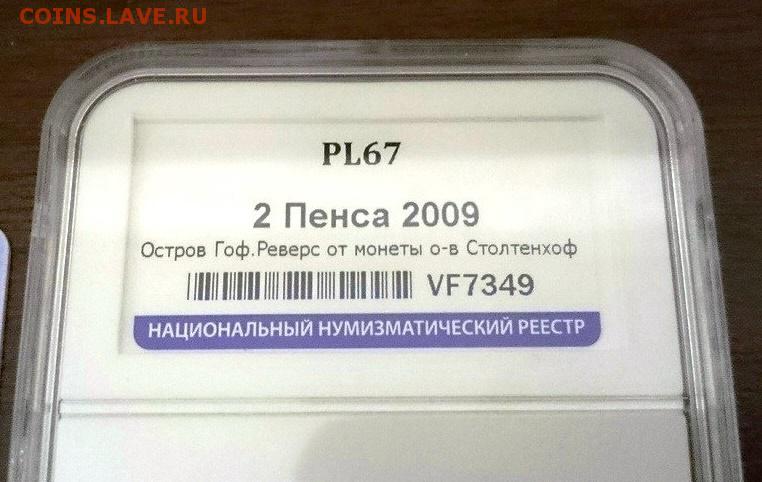 COINS.LAVE.RU
PL67
2 Пенса 2009
Остров Гоф.Реверс от монеты о-в Столтенхоф
VF7349
НАЦИОНАЛЬНЫЙ НУМИЗМАТИЧЕСКИЙ РЕЕСТР